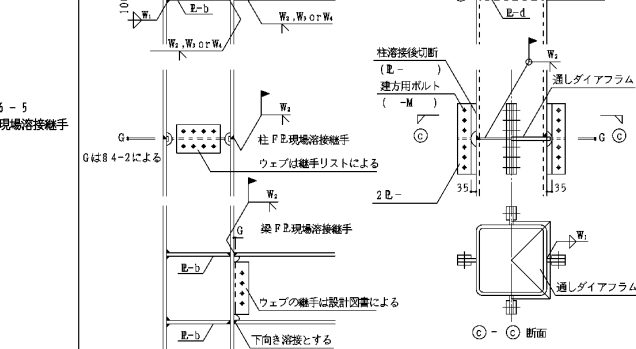 100
W₁
PL-b
W₂,W₃ or W₄
W₂,W₃ or W₄
PL-d
柱溶接後切断
(PL-     )
建方用ボルト
(  -M  )
W₂
通しダイアフラム
6-5
現場溶接継手
W₂
G
柱 FPL現場溶接継手
Gは§4-2による
ウェブは継手リストによる
G
C
C
2PL-
35
35
W₂
G
梁 FPL現場溶接継手
W₁
PL-b
ウェブの継手は設計図書による
通しダイアフラム
PL-b
下向き溶接とする
C - C 断面